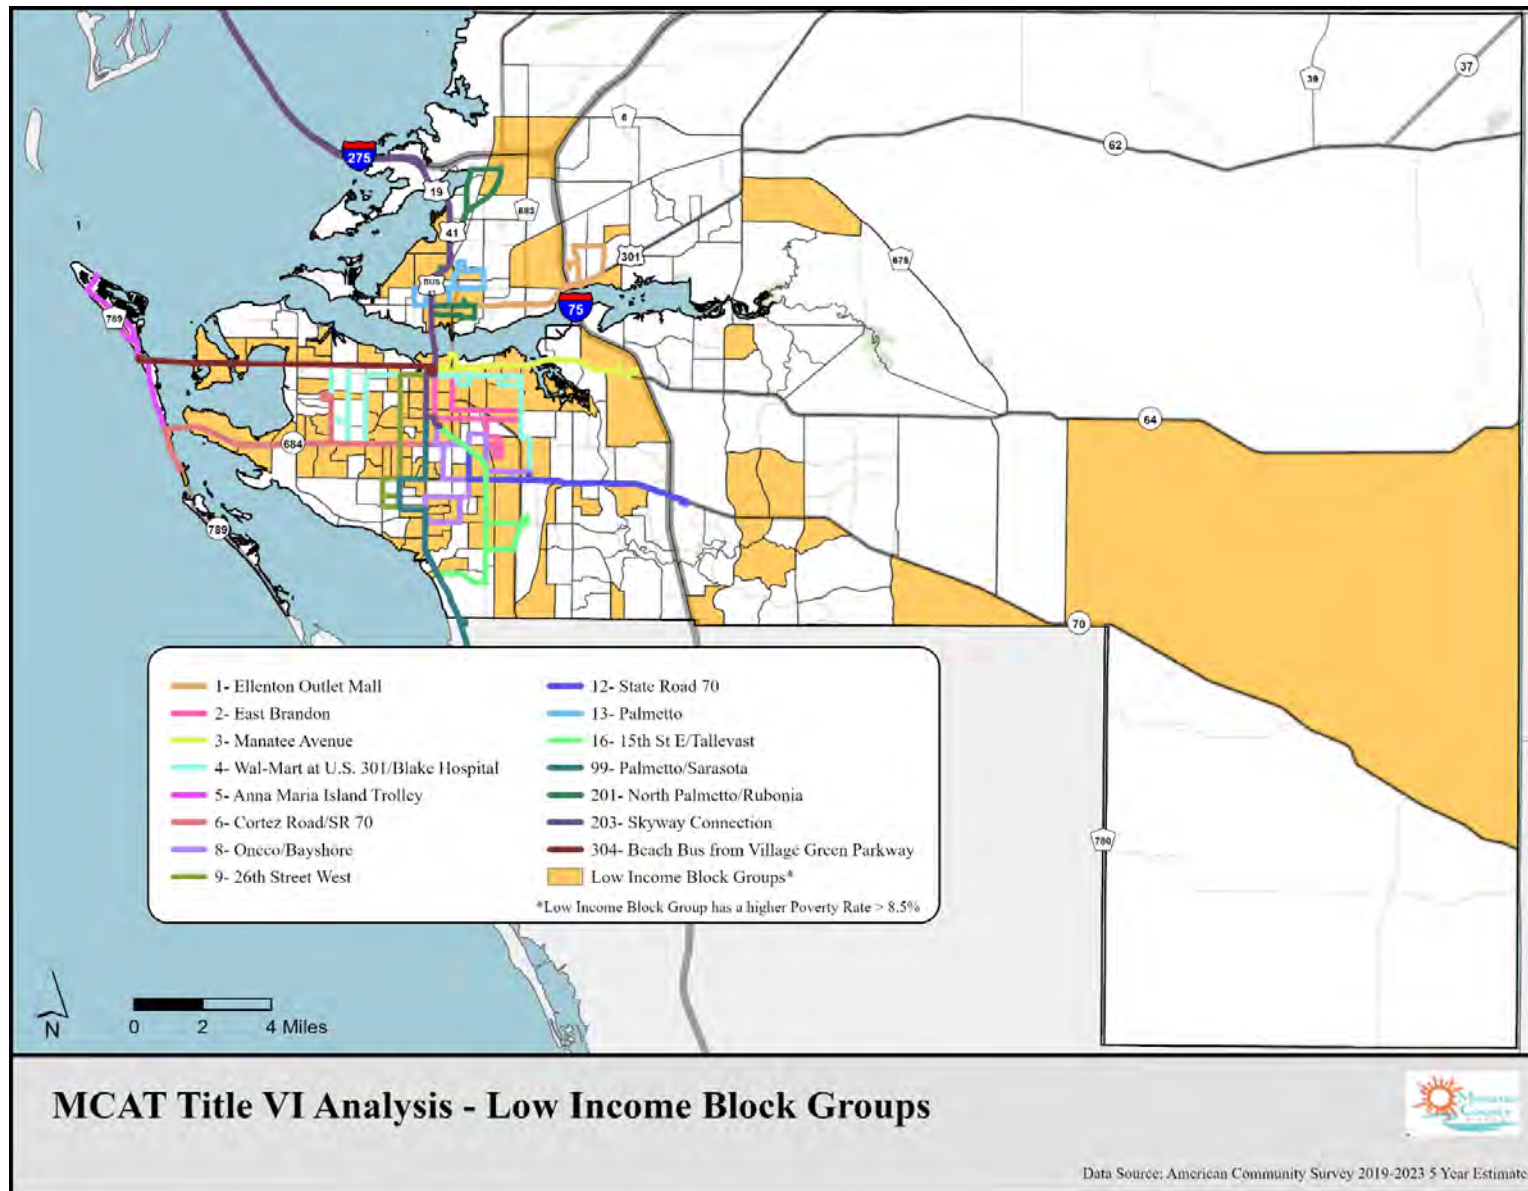 37
39
6
62
275
19
683
41
301
675
BUS
41
75
789
64
684
789
70
780
1- Ellenton Outlet Mall
2- East Brandon
3- Manatee Avenue
4- Wal-Mart at U.S. 301/Blake Hospital
5- Anna Maria Island Trolley
6- Cortez Road/SR 70
8- Oneco/Bayshore
9- 26th Street West
12- State Road 70
13- Palmetto
16- 15th St E/Tallevast
99- Palmetto/Sarasota
201- North Palmetto/Rubonia
203- Skyway Connection
304- Beach Bus from Village Green Parkway
Low Income Block Groups*
*Low Income Block Group has a higher Poverty Rate > 8.5%
N
0 2 4 Miles
MCAT Title VI Analysis - Low Income Block Groups
Manatee
County
Data Source: American Community Survey 2019-2023 5 Year Estimate